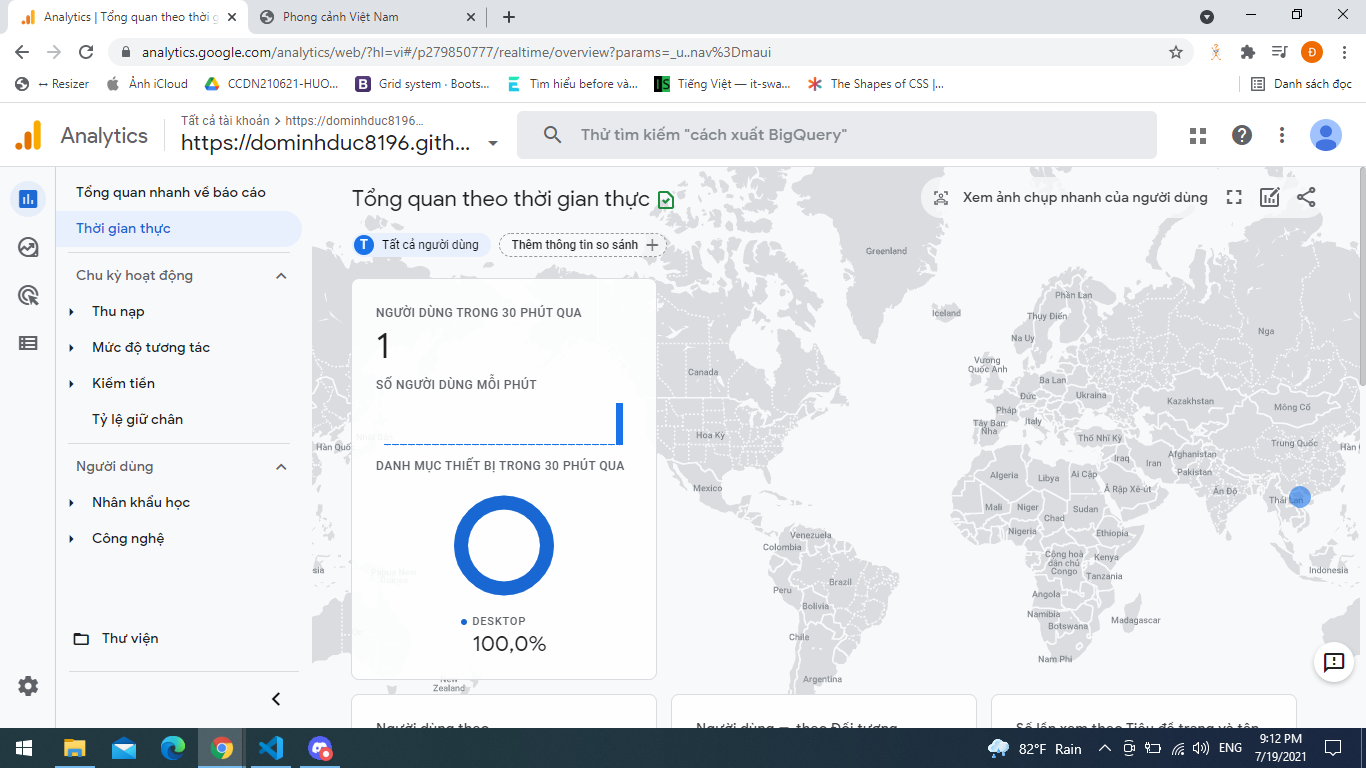 Analytics | Tổng quan theo thời g
Phong cảnh Việt Nam
analytics.google.com/analytics/web/?hl=vi#/p279850777/realtime/overview?params=_u..nav%3Dmaui
Đ
↔ Resizer
Ảnh iCloud
CCDN210621-HUO...
B
Grid system · Boots...
Tìm hiểu before và...
Tiếng Việt — it-swa...
The Shapes of CSS |...
Danh sách đọc
Analytics
Tất cả tài khoản > https://dominhduc8196...
https://dominhduc8196.gith...
Thử tìm kiếm "cách xuất BigQuery"
Tổng quan nhanh về báo cáo
Thời gian thực
Chu kỳ hoạt động
Thu nạp
Mức độ tương tác
Kiếm tiền
Tỷ lệ giữ chân
Người dùng
Nhân khẩu học
Công nghệ
Thư viện
Tổng quan theo thời gian thực
Xem ảnh chụp nhanh của người dùng
T Tất cả người dùng
Thêm thông tin so sánh +
NGƯỜI DÙNG TRONG 30 PHÚT QUA
1
SỐ NGƯỜI DÙNG MỖI PHÚT
DANH MỤC THIẾT BỊ TRONG 30 PHÚT QUA
DESKTOP
100,0%
Greenland
Iceland
Phần Lan
Thụy Điển
Na Uy
Nga
Vương
Quốc Anh
Ba Lan
Đức
Ukraina
Pháp
Kazakhstan
Mông Cổ
Italy
Tây Ban
Nha
Thổ Nhĩ Kỳ
Trung Quốc
Hàn Quố
Hàn
Canada
Hoa Kỳ
Mexico
Iraq
Iran
Afghanistan
Pakistan
Algeria
Libya
Ai Cập
Ả Rập Xê-út
Ấn Độ
Thái Lan
Mali
Niger
Chad
Sudan
Nigeria
Ethiopia
Venezuela
Colombia
Cộng hoà
dân chủ
Congo
Kenya
Tanzania
Indonesia
sia
Brazil
Peru
Bolivia
Angola
Namibia
Botswana
Madagascar
Chile
Nam Phi
Argentina
New
Zealand
Người dùng theo
Người dùng theo Đối tượng
Số lần xem theo Tiêu đề trang và tên
82°F Rain
ENG
9:12 PM
7/19/2021